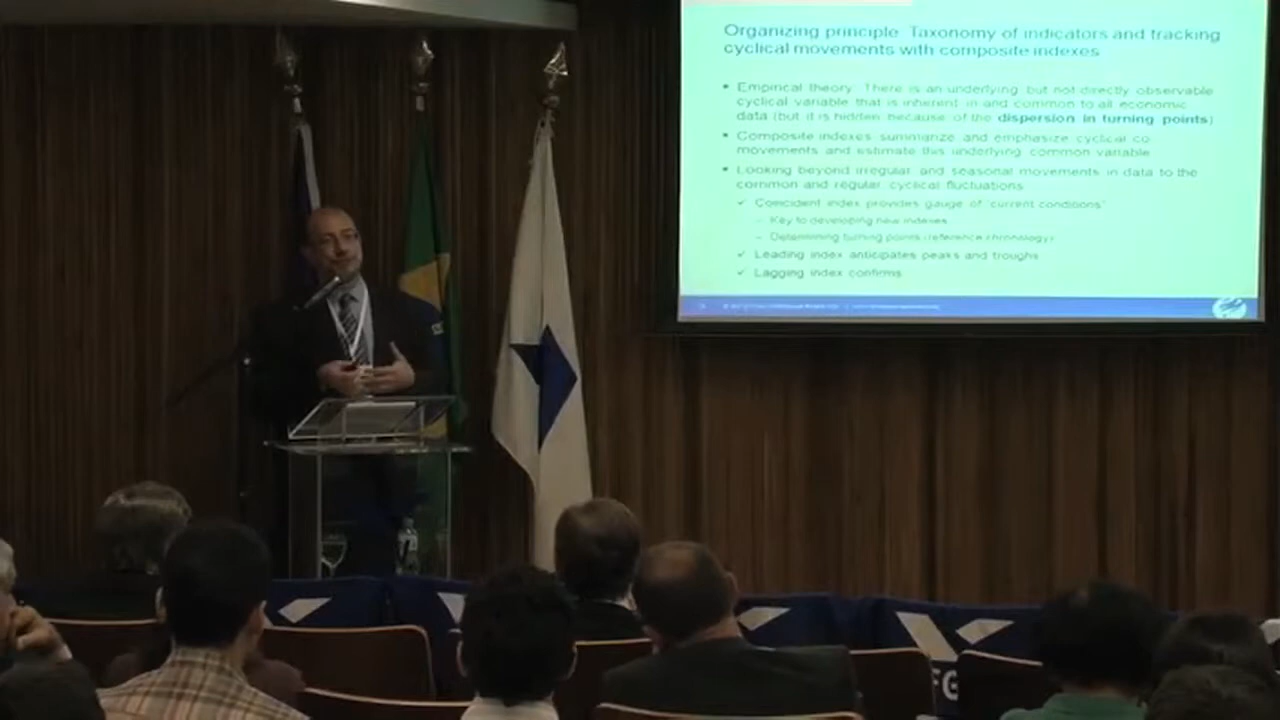 Organizing principle: Taxonomy of indicators and tracking
cyclical movements with composite indexes
Empirical theory: There is an underlying but not directly observable
cyclical variable that is inherent in and common to all economic
data (but it is hidden because of the dispersion in turning points)
Composite indexes summarize and emphasize cyclical co
movements and estimate this underlying common variable
Looking beyond irregular and seasonal movements in data to the
common and regular cyclical fluctuations
✓ Coincident index provides gauge of "current conditions"
– Key to developing new indexes
– Determining turning points (reference chronology)
✓ Leading index anticipates peaks and troughs
✓ Lagging index confirms
FG